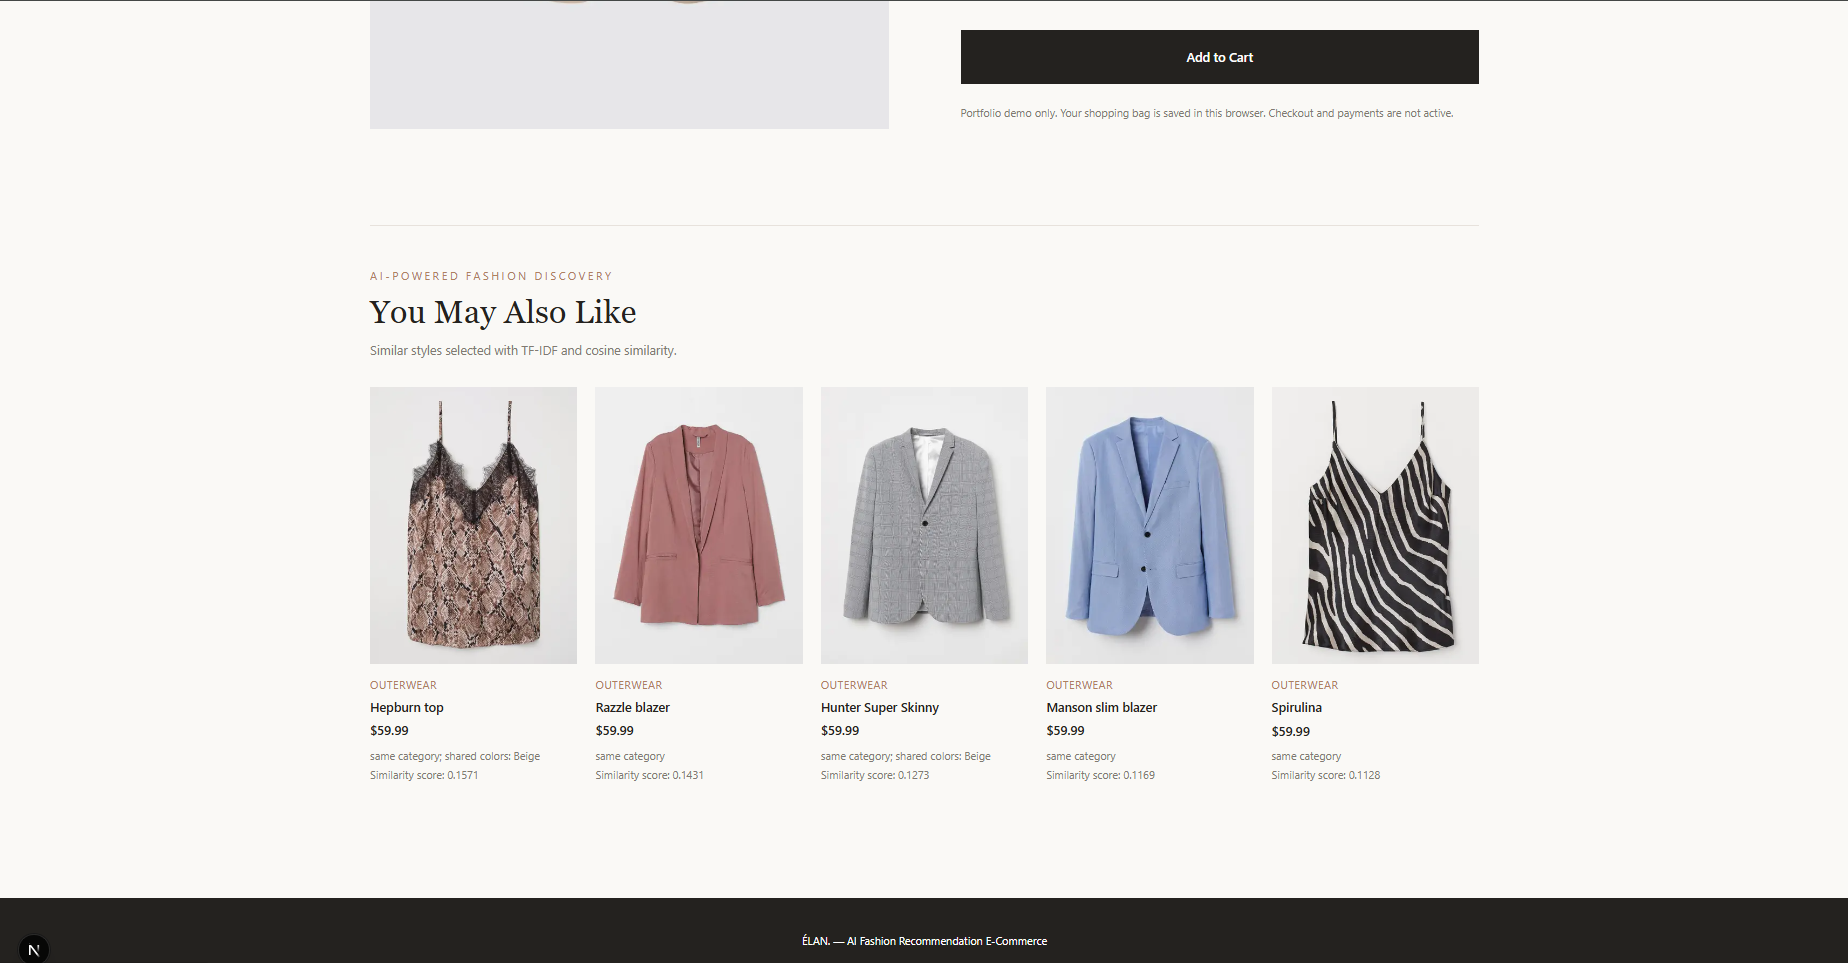 Add to Cart
Portfolio demo only. Your shopping bag is saved in this browser. Checkout and payments are not active.
AI-POWERED FASHION DISCOVERY
You May Also Like
Similar styles selected with TF-IDF and cosine similarity.
OUTERWEAR
Hepburn top
$59.99
same category; shared colors: Beige
Similarity score: 0.1571
OUTERWEAR
Razzle blazer
$59.99
same category
Similarity score: 0.1431
OUTERWEAR
Hunter Super Skinny
$59.99
same category; shared colors: Beige
Similarity score: 0.1273
OUTERWEAR
Manson slim blazer
$59.99
same category
Similarity score: 0.1169
OUTERWEAR
Spirulina
$59.99
same category
Similarity score: 0.1128
ÉLAN. — AI Fashion Recommendation E-Commerce
N